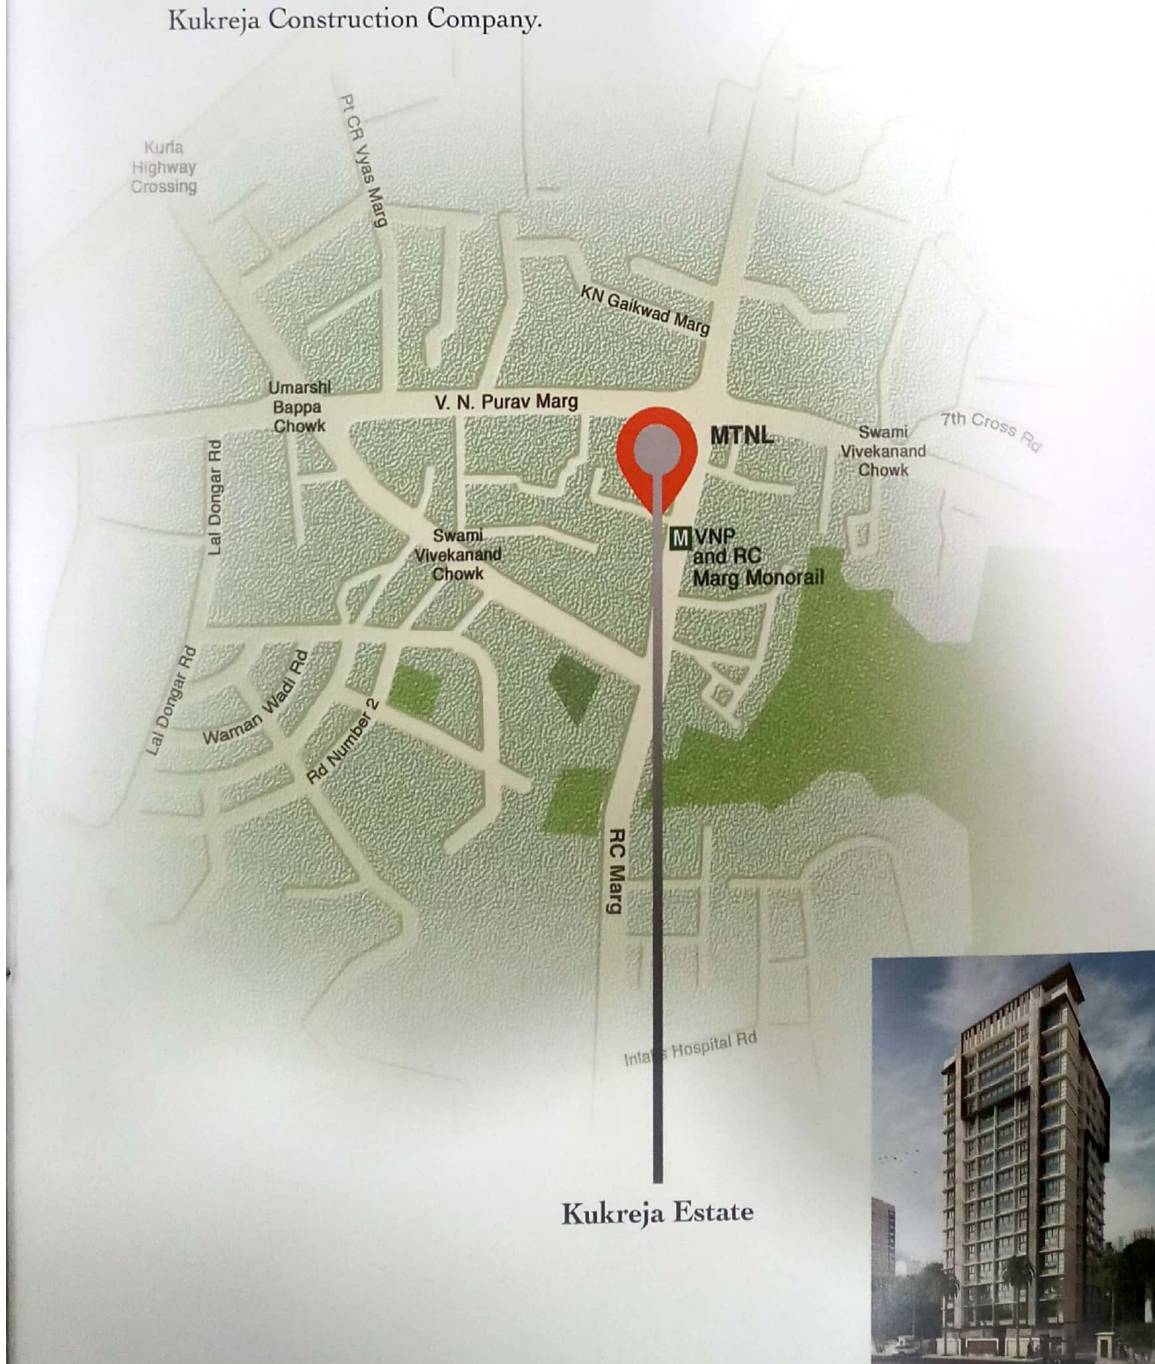 Kukreja Construction Company.
Pt CR Vyas Marg
Kurla
Highway
Crossing
KN Gaikwad Marg
Umarshi
Bappa
Chowk
V. N. Purav Marg
MTNL
Swami
Vivekanand
Chowk
7th Cross Rd
Lal Dongar Rd
Swami
Vivekanand
Chowk
M VNP
and RC
Marg Monorail
Lal Dongar Rd
Waman Wadi Rd
Rd Number 2
RC Marg
Hospital Rd
Kukreja Estate